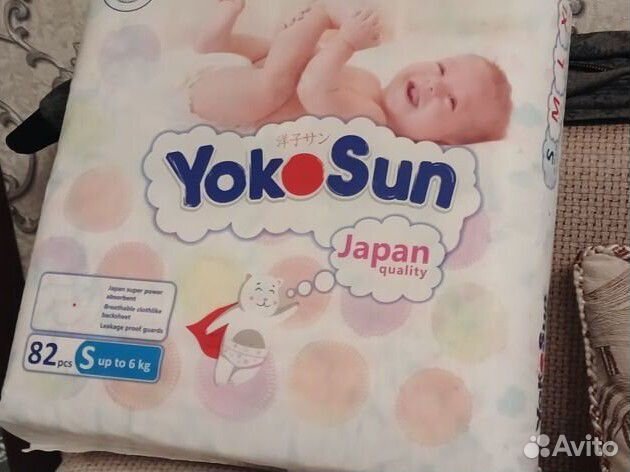 洋子サン
YokoSun
Japan
quality
Japan super power
absorbent
Breathable clothlike
backsheet
Leakage proof guards
82 pcs S up to 6 kg
YokoSun
Avito